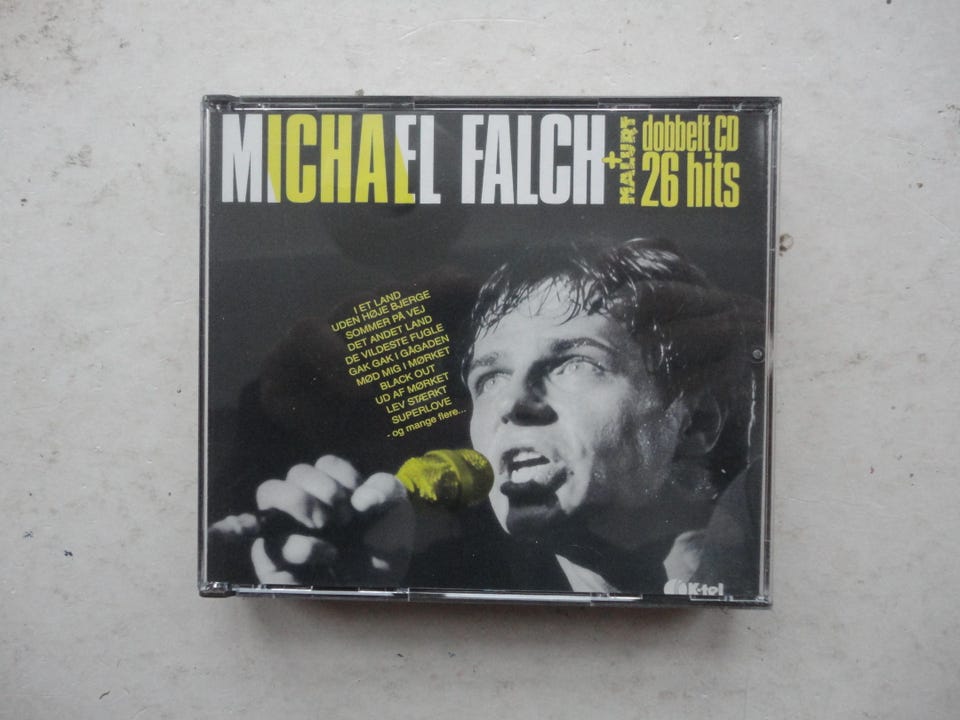 MICHAEL FALCH
+ MALURT
dobbelt CD
26 hits
I ET LAND
UDEN HØJE BJERGE
SOMMER PÅ VEJ
DET ANDET LAND
DE VILDESTE FUGLE
GAK GAK I GÅGADEN
MØD MIG I MØRKET
BLACK OUT
UD AF MØRKET
LEV STÆRKT
SUPERLOVE
- og mange flere...
K-tel